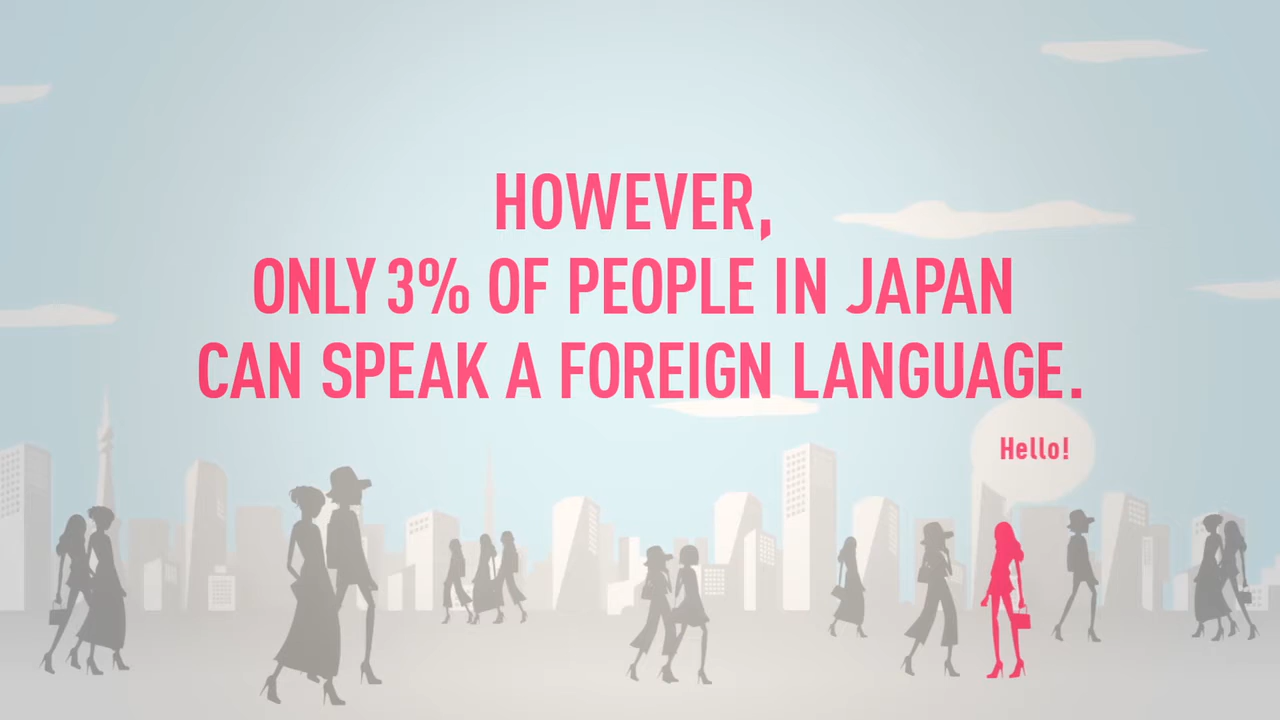 HOWEVER,
ONLY 3% OF PEOPLE IN JAPAN
CAN SPEAK A FOREIGN LANGUAGE.
Hello!